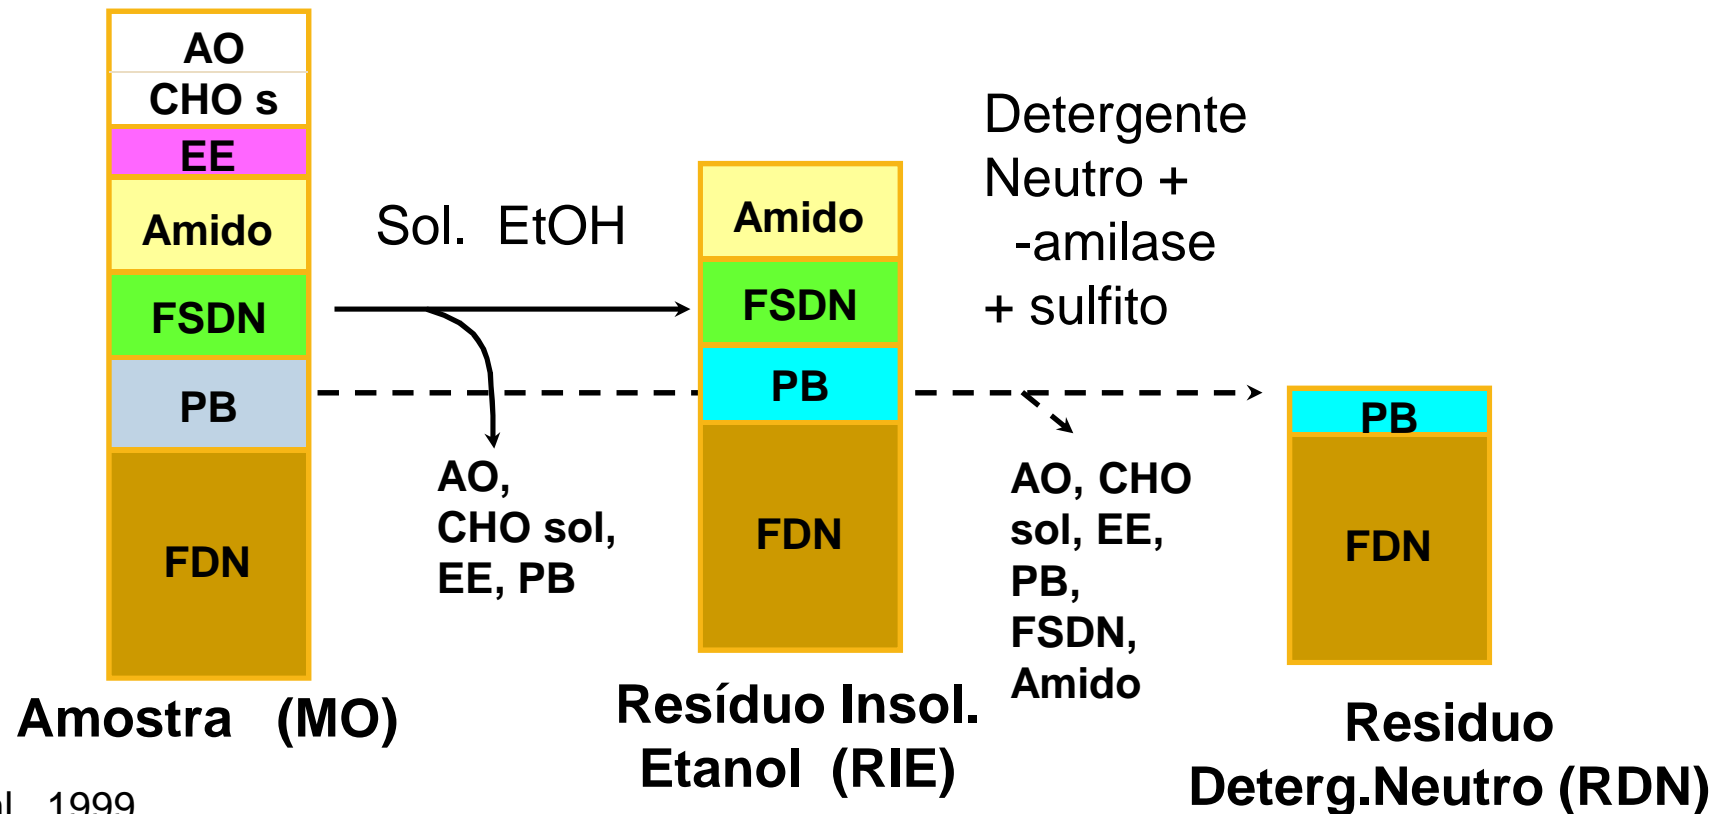 AO
CHO s
EE
Amido
FSDN
PB
FDN
Amostra (MO)
Sol. EtOH
AO,
CHO sol,
EE, PB
Amido
FSDN
PB
FDN
Resíduo Insol.
Etanol (RIE)
Detergente
Neutro +
-amilase
+ sulfito
AO, CHO
sol, EE,
PB,
FSDN,
Amido
PB
FDN
Residuo
Deterg.Neutro (RDN)
1999